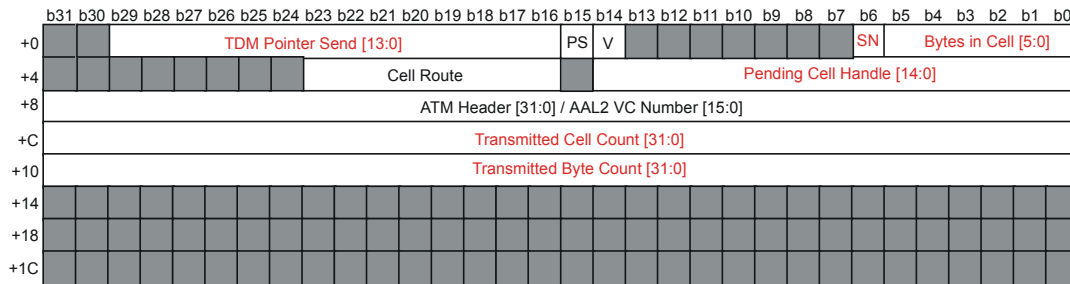 b31 b30 b29 b28 b27 b26 b25 b24 b23 b22 b21 b20 b19 b18 b17 b16 b15 b14 b13 b12 b11 b10 b9 b8 b7 b6 b5 b4 b3 b2 b1 b0
+0 TDM Pointer Send [13:0] PS V SN Bytes in Cell [5:0]
+4 Cell Route Pending Cell Handle [14:0]
+8 ATM Header [31:0] / AAL2 VC Number [15:0]
+C Transmitted Cell Count [31:0]
+10 Transmitted Byte Count [31:0]
+14
+18
+1C